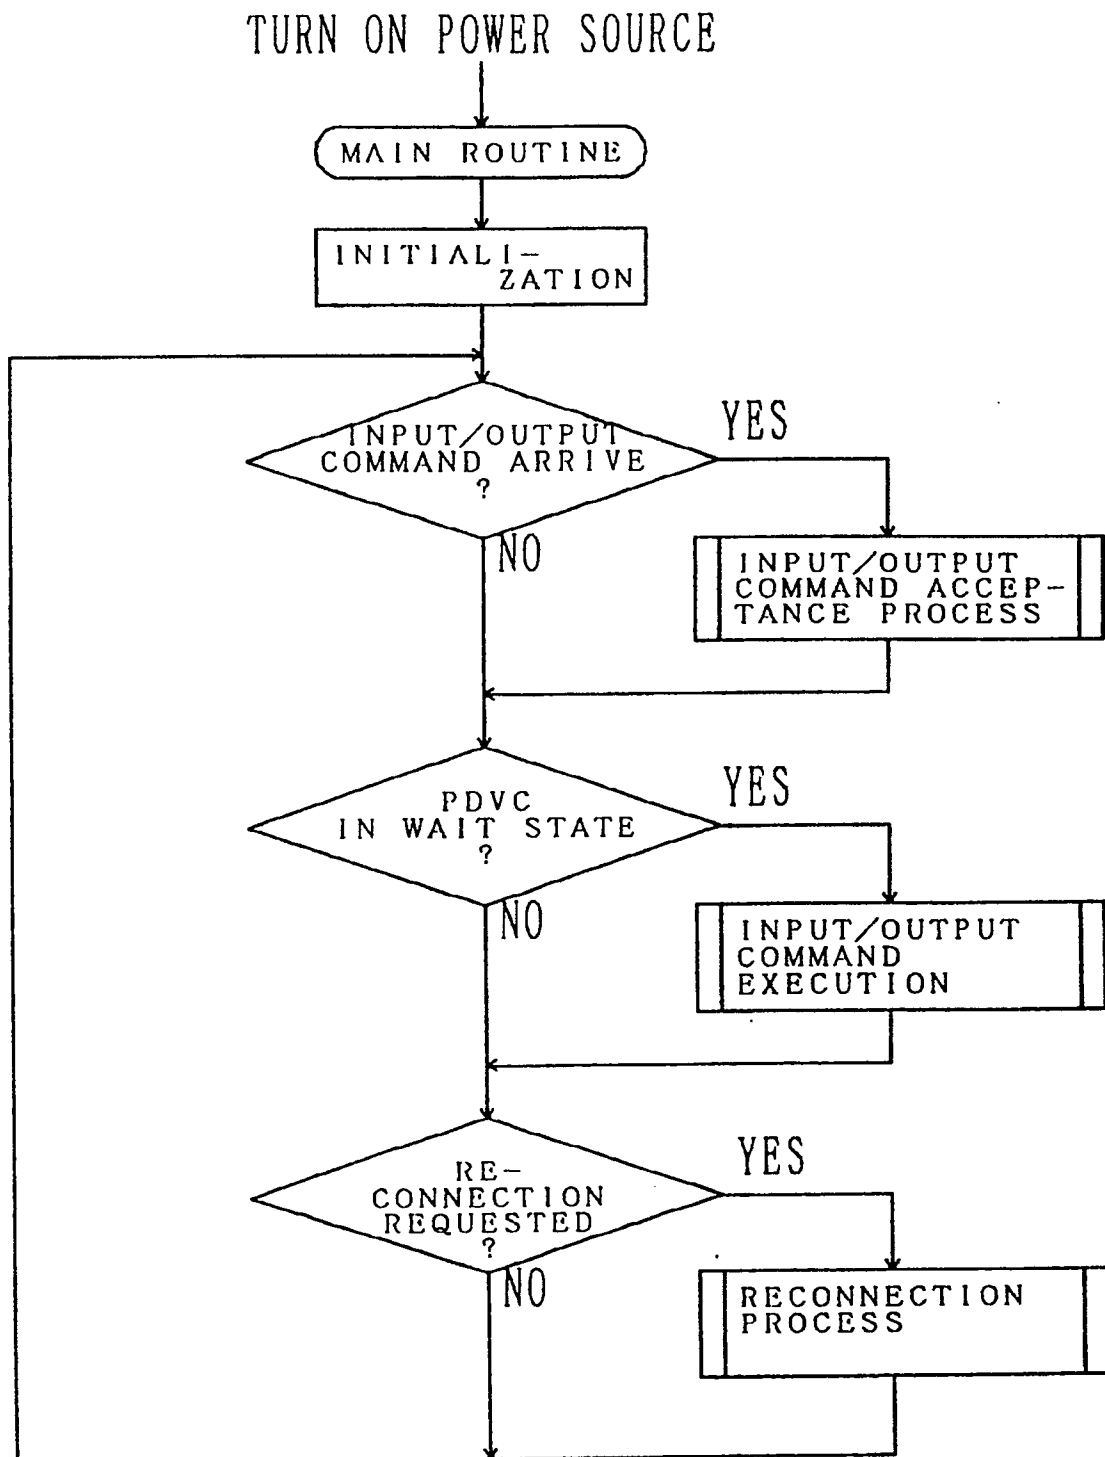 TURN ON POWER SOURCE
MAIN ROUTINE
INITIALI-
ZATION
INPUT/OUTPUT
COMMAND ARRIVE
?
YES
NO
INPUT/OUTPUT
COMMAND ACCEP-
TANCE PROCESS
PDVC
IN WAIT STATE
?
YES
NO
INPUT/OUTPUT
COMMAND
EXECUTION
RE-
CONNECTION
REQUESTED
?
YES
NO
RECONNECTION
PROCESS